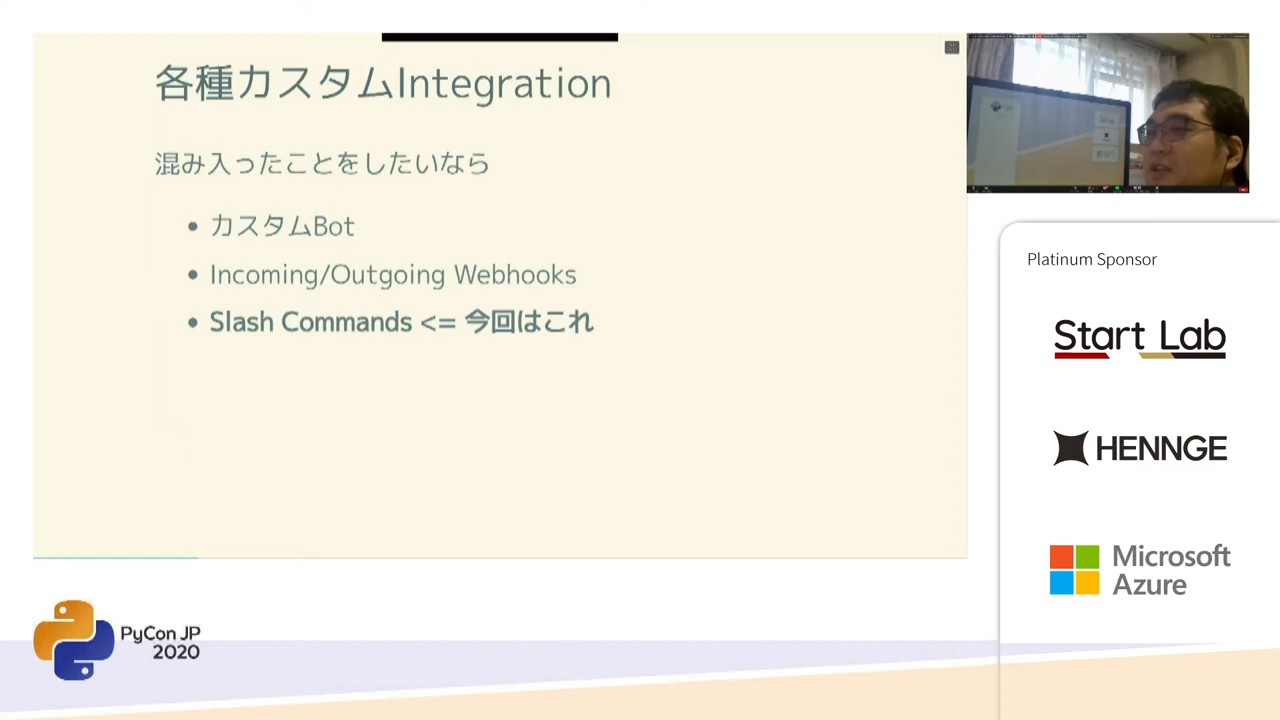 各種カスタムIntegration
混み入ったことをしたいなら
• カスタムBot
• Incoming/Outgoing Webhooks
• Slash Commands <= 今回はこれ
Platinum Sponsor
Start Lab
HENNGE
Microsoft
Azure
PyCon JP
2020